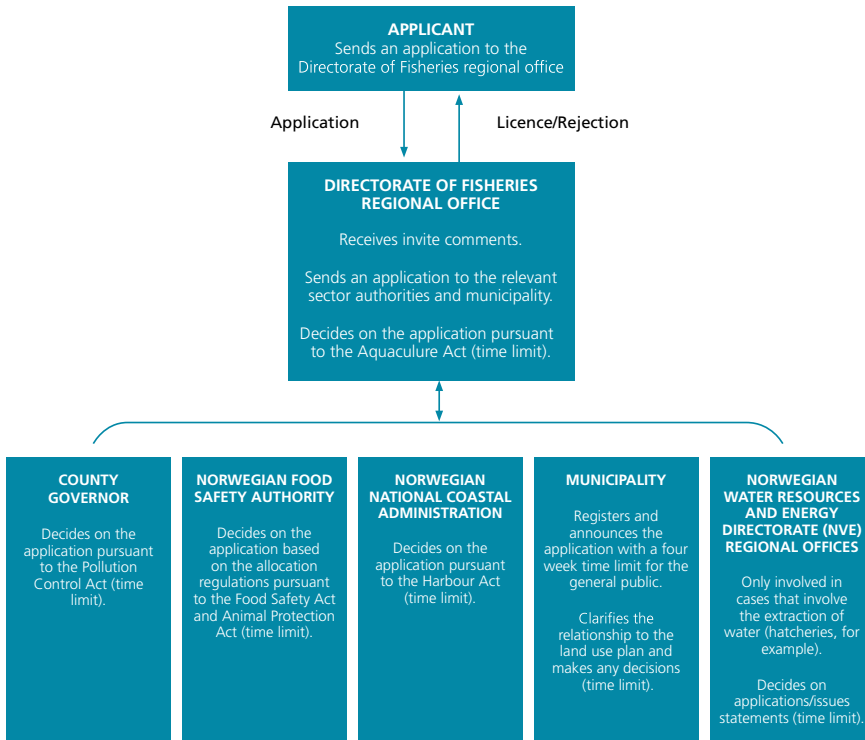 APPLICANT
Sends an application to the
Directorate of Fisheries regional office
Application
Licence/Rejection
DIRECTORATE OF FISHERIES
REGIONAL OFFICE
Receives invite comments.
Sends an application to the relevant
sector authorities and municipality.
Decides on the application pursuant
to the Aquaculure Act (time limit).
COUNTY
GOVERNOR
Decides on the
application pursuant
to the Pollution
Control Act (time
limit).
NORWEGIAN FOOD
SAFETY AUTHORITY
Decides on the
application based
on the allocation
regulations pursuant
to the Food Safety Act
and Animal Protection
Act (time limit).
NORWEGIAN
NATIONAL COASTAL
ADMINISTRATION
Decides on the
application pursuant
to the Harbour Act
(time limit).
MUNICIPALITY
Registers and
announces the
application with a four
week time limit for the
general public.
Clarifies the
relationship to the
land use plan and
makes any decisions
(time limit).
NORWEGIAN
WATER RESOURCES
AND ENERGY
DIRECTORATE (NVE)
REGIONAL OFFICES
Only involved in
cases that involve
the extraction of
water (hatcheries, for
example).
Decides on
applications/issues
statements (time limit).